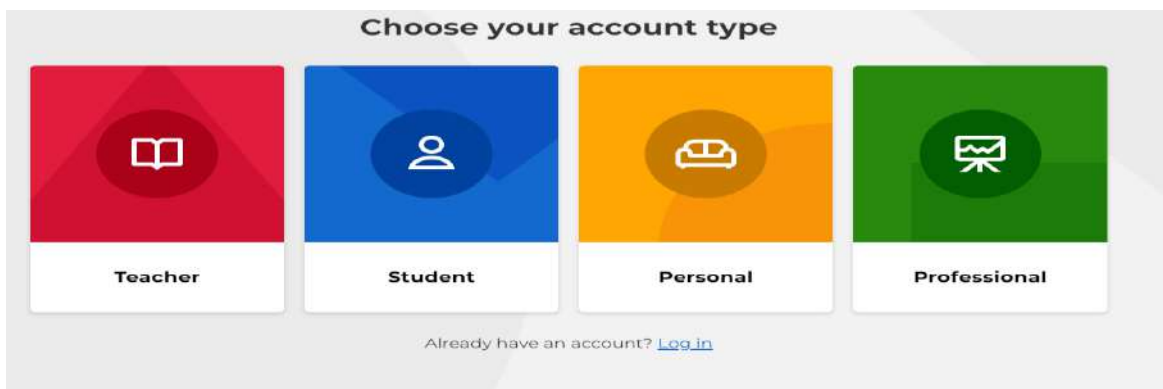 Choose your account type
Teacher
Student
Personal
Professional
Already have an account? Log in